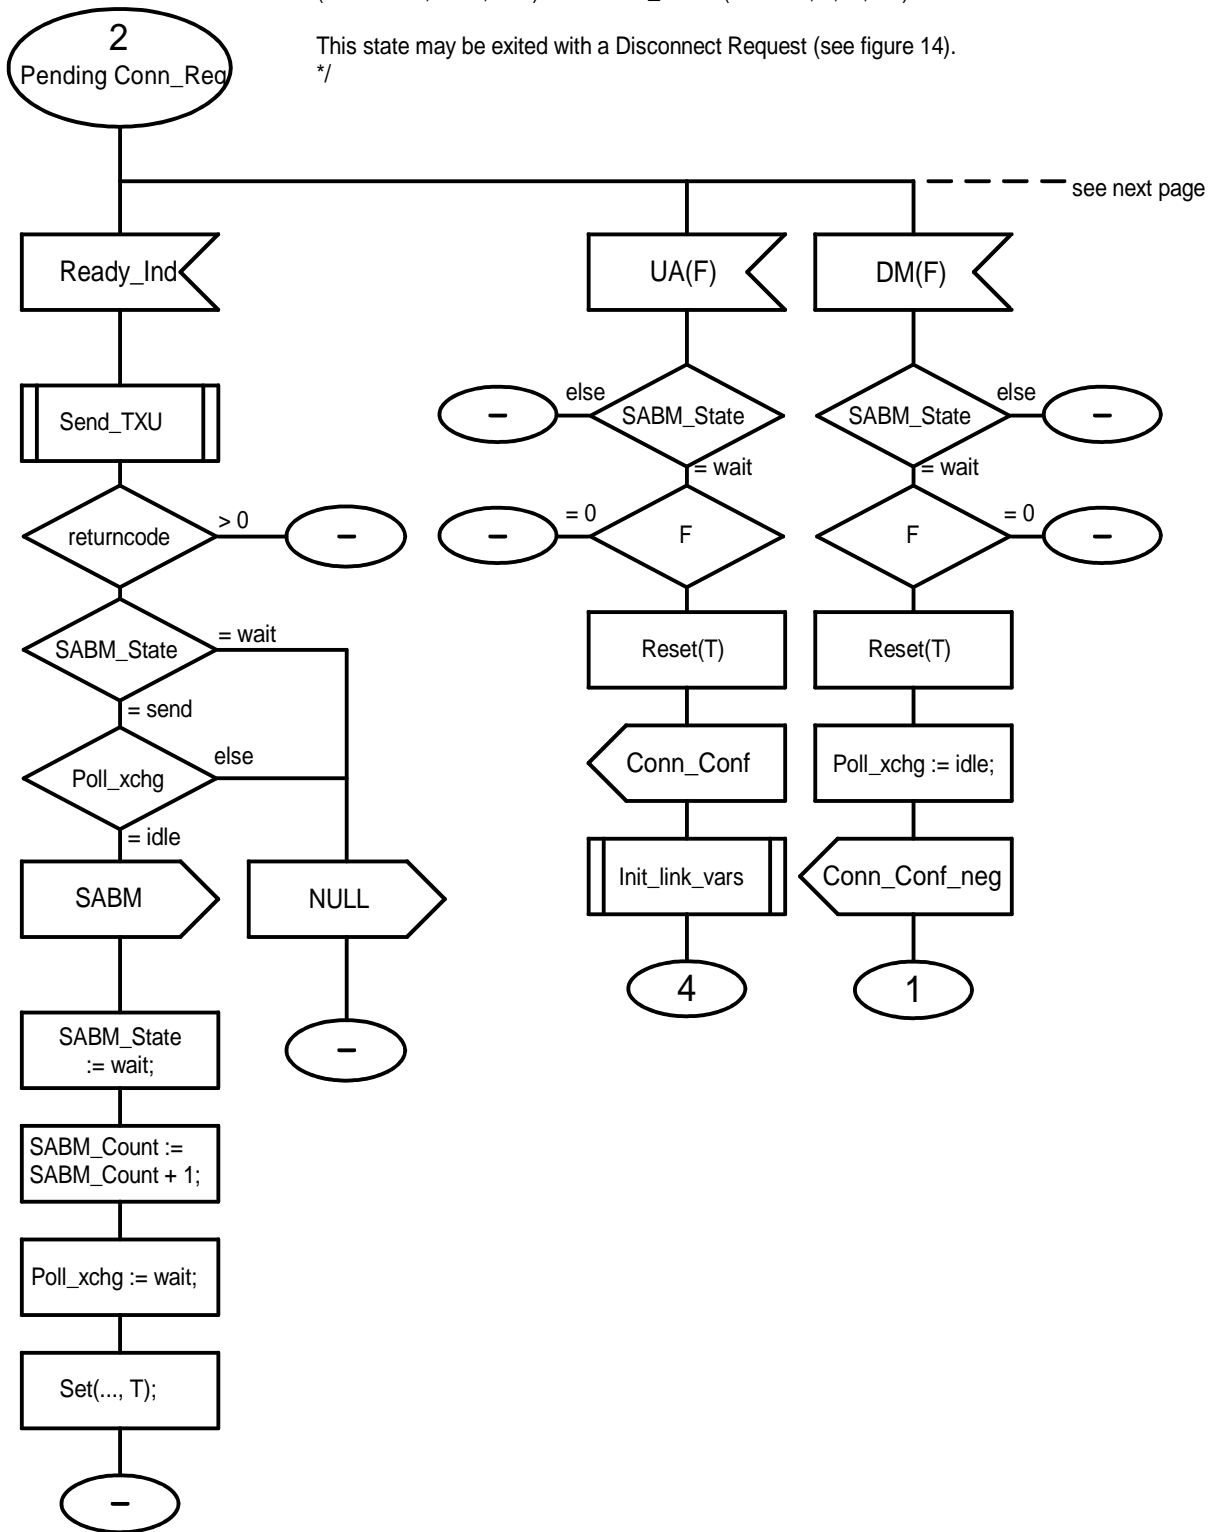 2
Pending Conn_Req
This state may be exited with a Disconnect Request (see figure 14).
*/
see next page
Ready_Ind
UA(F)
DM(F)
Send_TXU
else
SABM_State
= wait
SABM_State
else
= wait
returncode
> 0
–
–
–
= 0
F
–
F
= 0
–
SABM_State
= wait
= send
Reset(T)
Reset(T)
Poll_xchg
else
= idle
Conn_Conf
Poll_xchg := idle;
SABM
NULL
Init_link_vars
Conn_Conf_neg
4
1
SABM_State
:= wait;
–
SABM_Count :=
SABM_Count + 1;
Poll_xchg := wait;
Set(..., T);
–